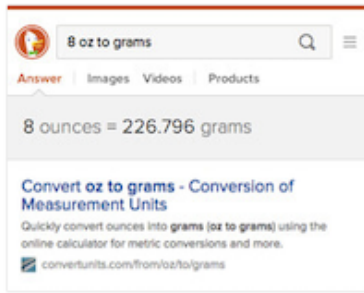 8 oz to grams
Answer Images Videos Products
8 ounces = 226.796 grams
Convert oz to grams - Conversion of
Measurement Units
Quickly convert ounces into grams (oz to grams) using the
online calculator for metric conversions and more.
convertunits.com/from/oz/to/grams